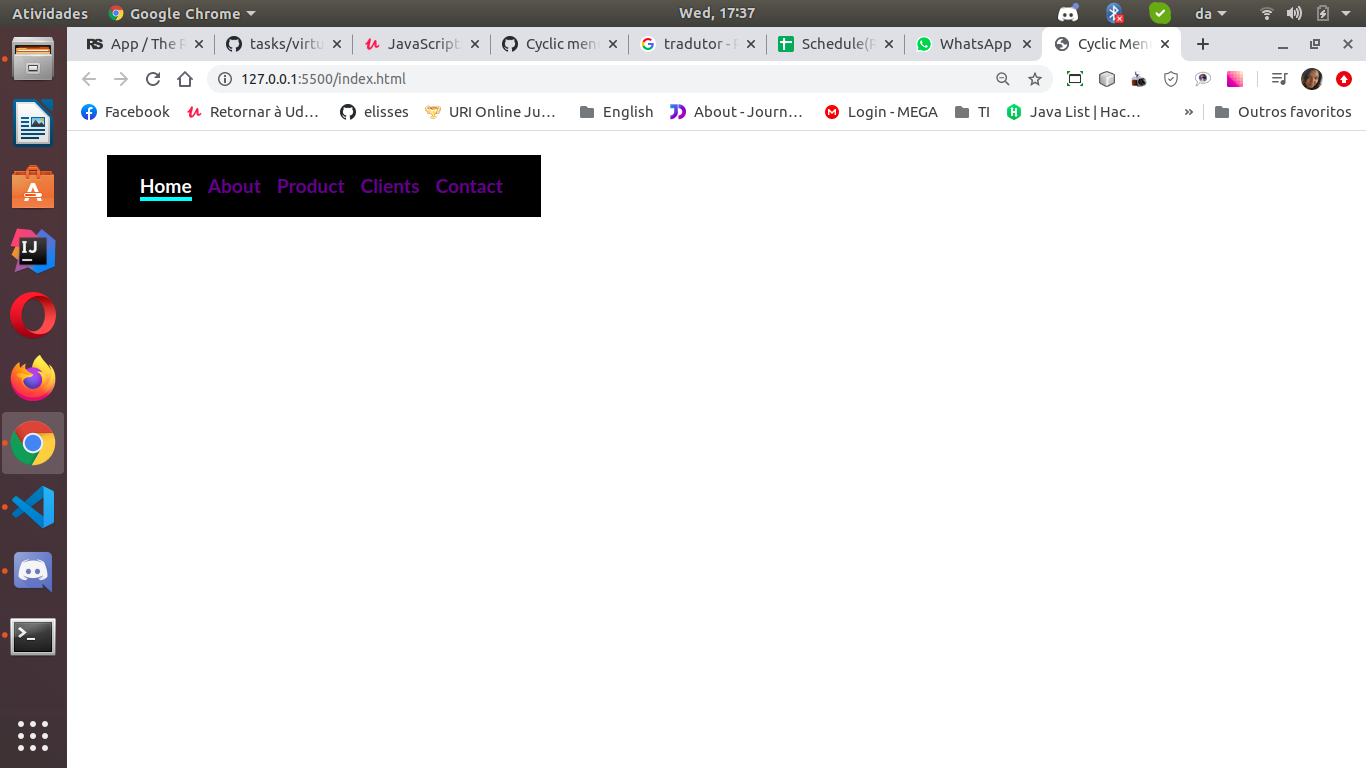 Atividades Google Chrome Wed, 17:37 da
RS App / The R tasks/virtu JavaScript Cyclic men tradutor - P Schedule(R WhatsApp Cyclic Men
127.0.0.1:5500/index.html
Facebook Retornar à Ud... elisses URI Online Ju... English About - Journ... Login - MEGA TI Java List | Hac... » Outros favoritos
Home About Product Clients Contact